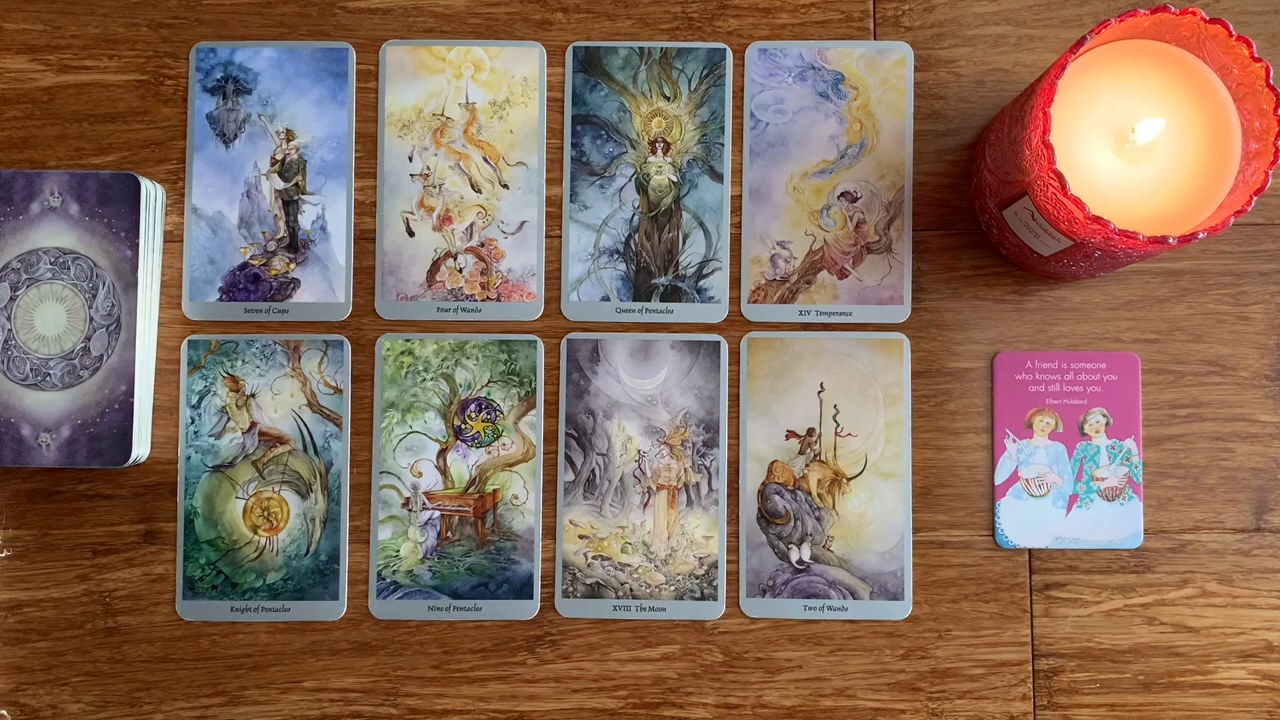 Seven of Cups
Four of Wands
Queen of Pentacles
XIV Temperance
Knight of Pentacles
Nine of Pentacles
XVIII The Moon
Two of Wands
A friend is someone
who knows all about you
and still loves you.
Elbert Hubbard